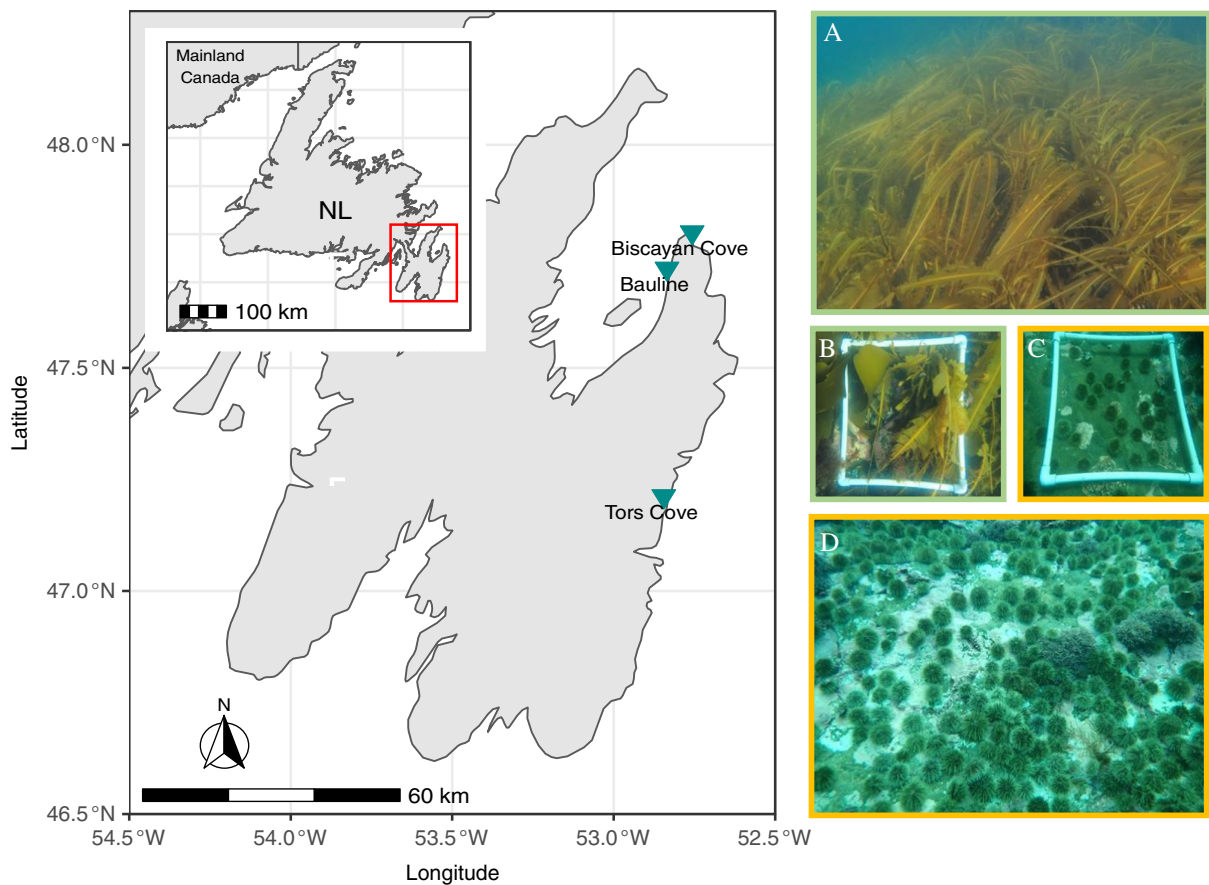 Mainland
Canada
NL
100 km
48.0°N
47.5°N
47.0°N
46.5°N
Latitude
Biscayan Cove
Bauline
Tors Cove
N
60 km
54.5°W
54.0°W
53.5°W
53.0°W
52.5°W
Longitude
A
B
C
D